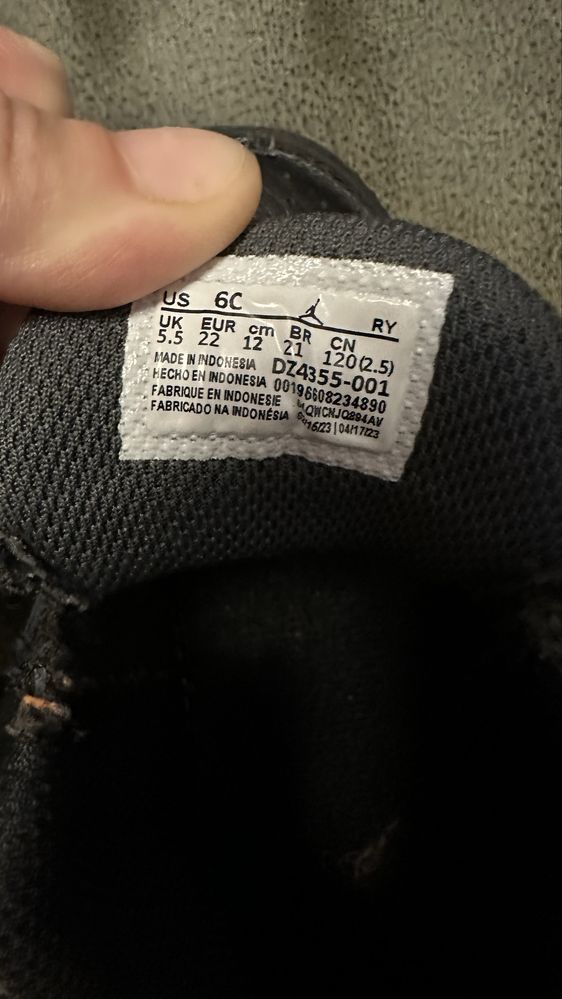 US 6C RY
UK EUR cm BR CN
5.5 22 12 21 120(2.5)
MADE IN INDONESIA DZ4355-001
HECHO EN INDONESIA 00196608234890
FABRIQUE EN INDONESIE
FABRICADO NA INDONÉSIA 04/17/23